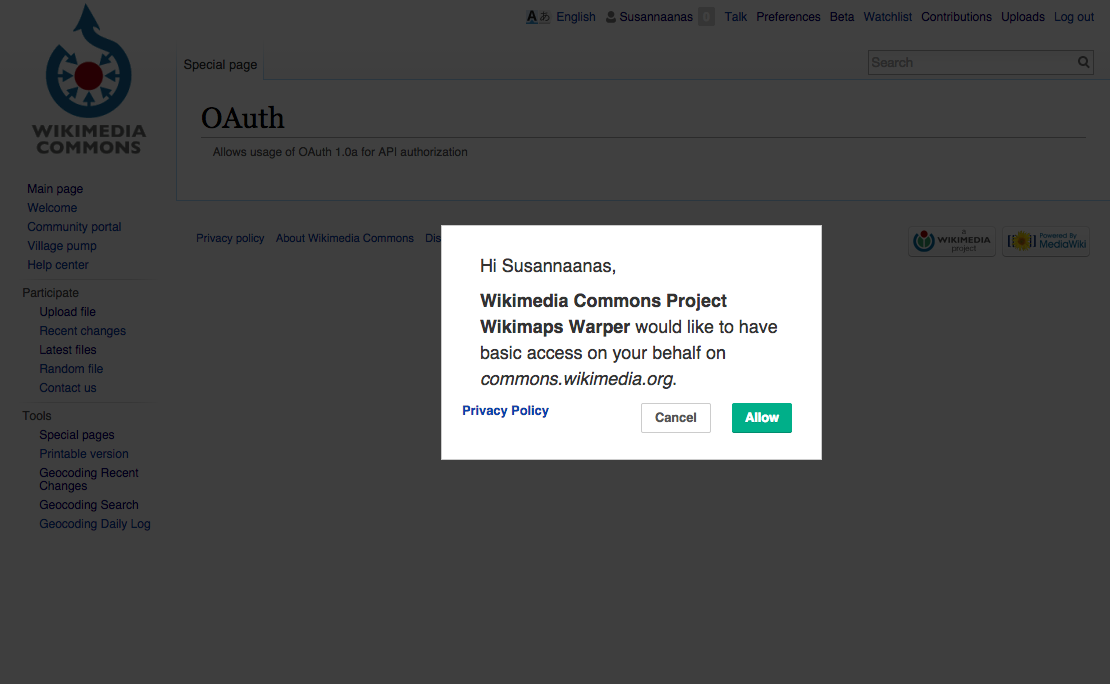 Aあ English Susannaanas 0 Talk Preferences Beta Watchlist Contributions Uploads Log out
Special page
Search
WIKIMEDIA
COMMONS
OAuth
Allows usage of OAuth 1.0a for API authorization
Main page
Welcome
Community portal
Village pump
Help center
Participate
Upload file
Recent changes
Latest files
Random file
Contact us
Tools
Special pages
Printable version
Geocoding Recent
Changes
Geocoding Search
Geocoding Daily Log
Privacy policy About Wikimedia Commons Dis
A
WIKIMEDIA
project
Powered By
MediaWiki
Hi Susannaanas,
Wikimedia Commons Project
Wikimaps Warper would like to have
basic access on your behalf on
commons.wikimedia.org.
Privacy Policy Cancel Allow